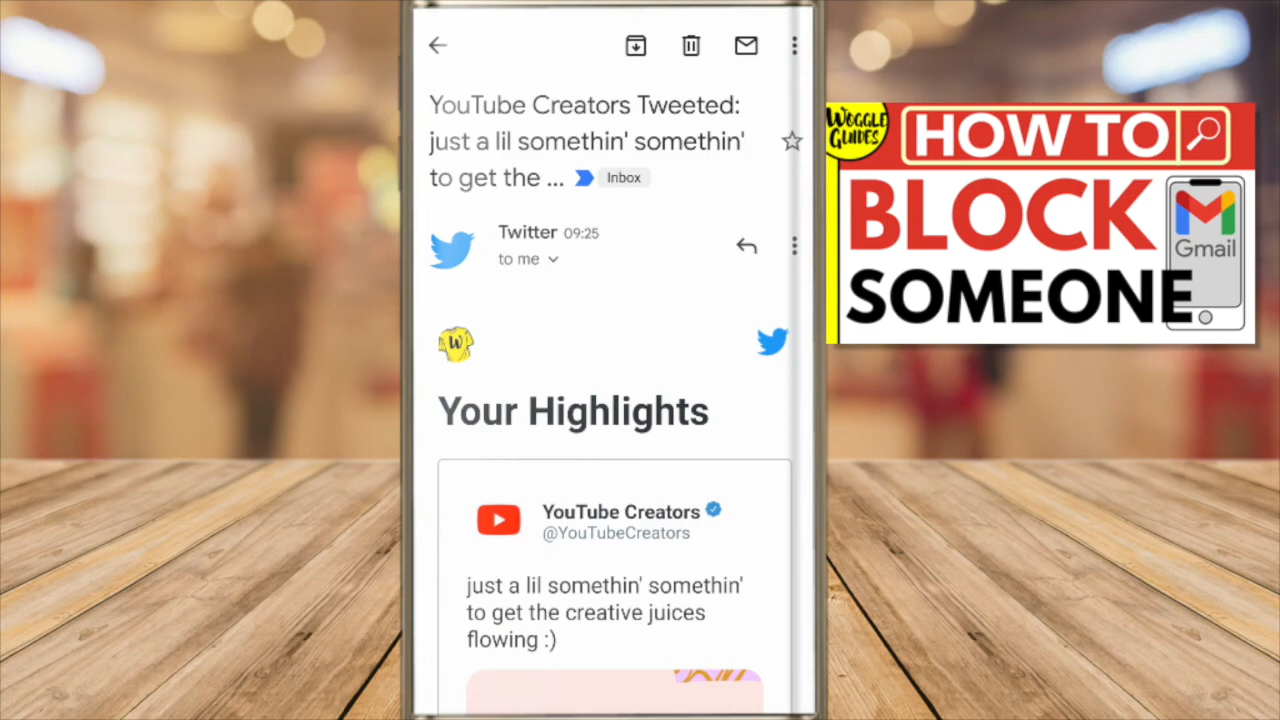 YouTube Creators Tweeted:
just a lil somethin' somethin'
to get the ... Inbox
Twitter 09:25
to me
W
Your Highlights
YouTube Creators
@YouTubeCreators
just a lil somethin' somethin'
to get the creative juices
flowing :)
WOGGLE
GUIDES
HOW TO
BLOCK
SOMEONE
Gmail